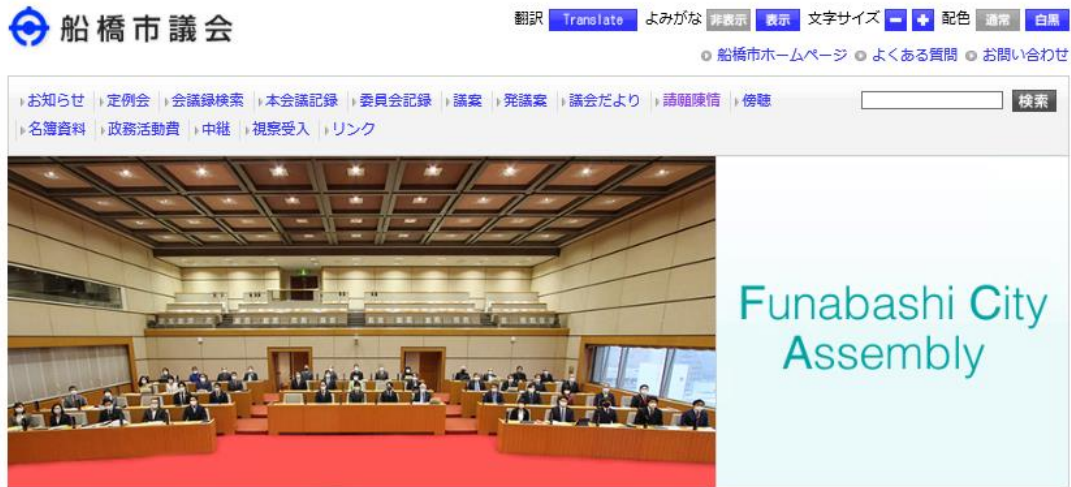 船橋市議会
翻訳 Translate よみがな 非表示 表示 文字サイズ - + 配色 通常 白黒
船橋市ホームページ よくある質問 お問い合わせ
お知らせ 定例会 会議録検索 本会議記録 委員会記録 議案 発議案 議会だより 請願陳情 傍聴 検索
名簿資料 政務活動費 中継 視察受入 リンク
Funabashi City
Assembly